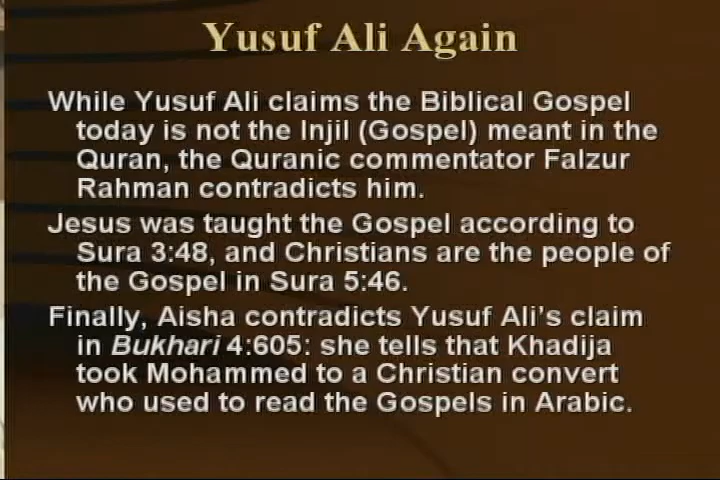 Yusuf Ali Again
While Yusuf Ali claims the Biblical Gospel
today is not the Injil (Gospel) meant in the
Quran, the Quranic commentator Falzur
Rahman contradicts him.
Jesus was taught the Gospel according to
Sura 3:48, and Christians are the people of
the Gospel in Sura 5:46.
Finally, Aisha contradicts Yusuf Ali's claim
in Bukhari 4:605: she tells that Khadija
took Mohammed to a Christian convert
who used to read the Gospels in Arabic.